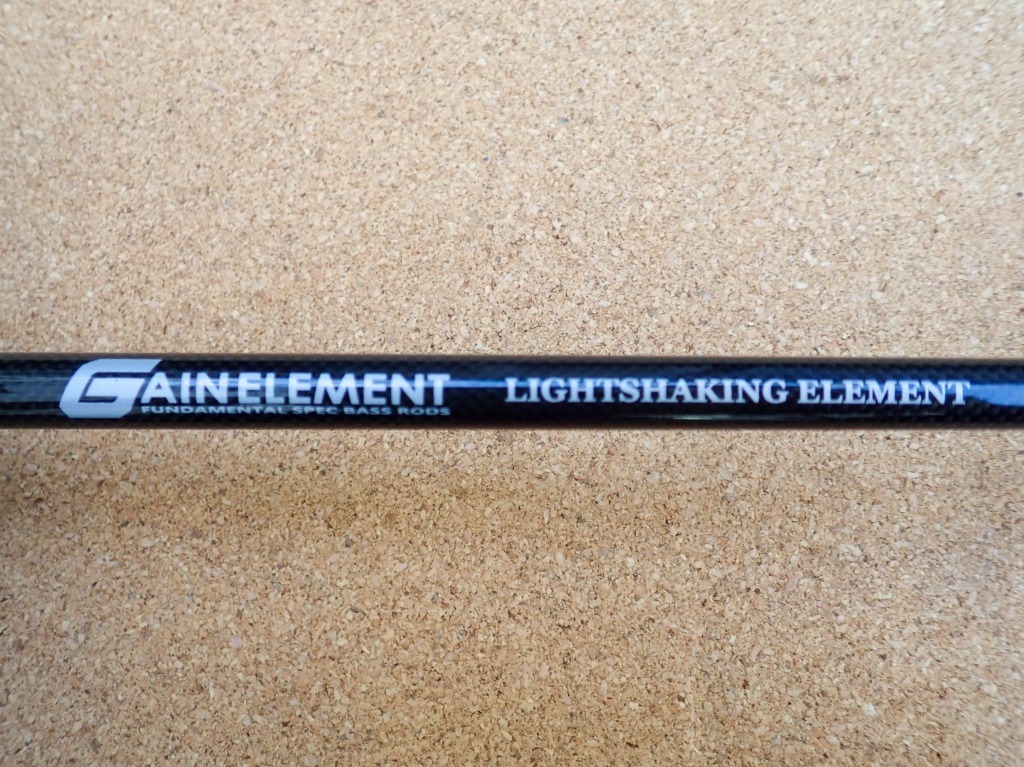 GAINELEMENT LIGHTSHAKING ELEMENT
FUNDAMENTAL SPEC BASS RODS